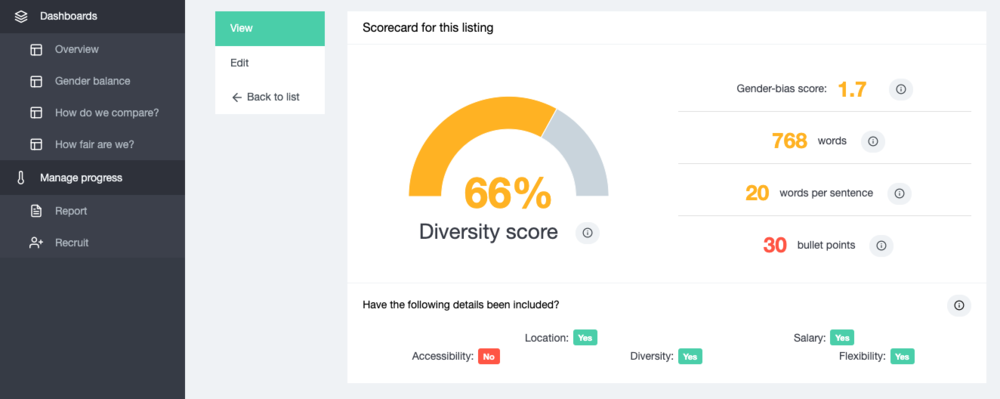 Dashboards
Overview
Gender balance
How do we compare?
How fair are we?
Manage progress
Report
Recruit
View
Edit
Back to list
Scorecard for this listing
66%
Diversity score
Gender-bias score: 1.7
768 words
20 words per sentence
30 bullet points
Have the following details been included?
Location: Yes Salary: Yes
Accessibility: No Diversity: Yes Flexibility: Yes